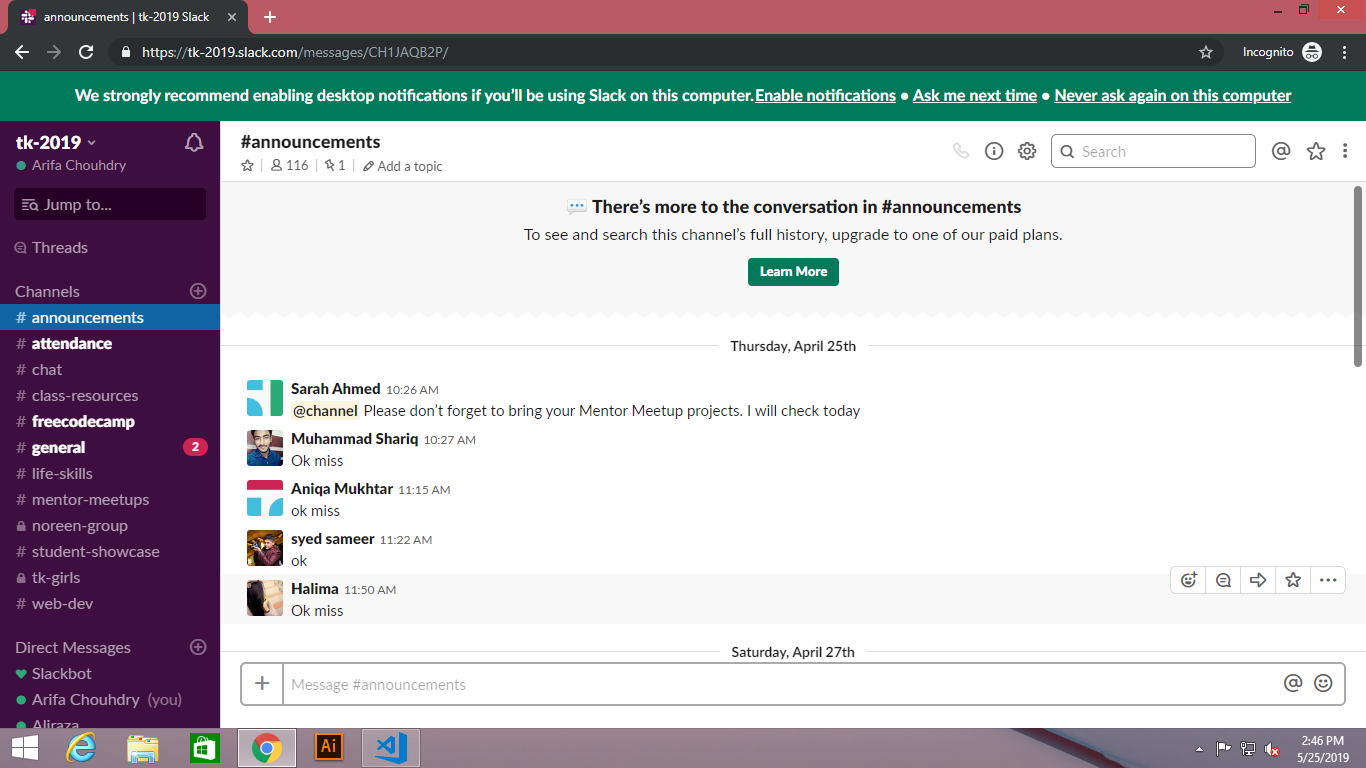 announcements | tk-2019 Slack
https://tk-2019.slack.com/messages/CH1JAQB2P/
Incognito
We strongly recommend enabling desktop notifications if you'll be using Slack on this computer. Enable notifications ● Ask me next time ● Never ask again on this computer
tk-2019
Arifa Chouhdry
Jump to...
Threads
Channels
# announcements
# attendance
# chat
# class-resources
# freecodecamp
# general 2
# life-skills
# mentor-meetups
noreen-group
# student-showcase
tk-girls
# web-dev
Direct Messages
Slackbot
Arifa Chouhdry (you)
Aliraza
#announcements
116 | 1 | Add a topic
Search
There's more to the conversation in #announcements
To see and search this channel's full history, upgrade to one of our paid plans.
Learn More
Thursday, April 25th
Sarah Ahmed 10:26 AM
@channel Please don't forget to bring your Mentor Meetup projects. I will check today
Muhammad Shariq 10:27 AM
Ok miss
Aniqa Mukhtar 11:15 AM
ok miss
syed sameer 11:22 AM
ok
Halima 11:50 AM
Ok miss
Saturday, April 27th
Message #announcements
Ai
2:46 PM
5/25/2019